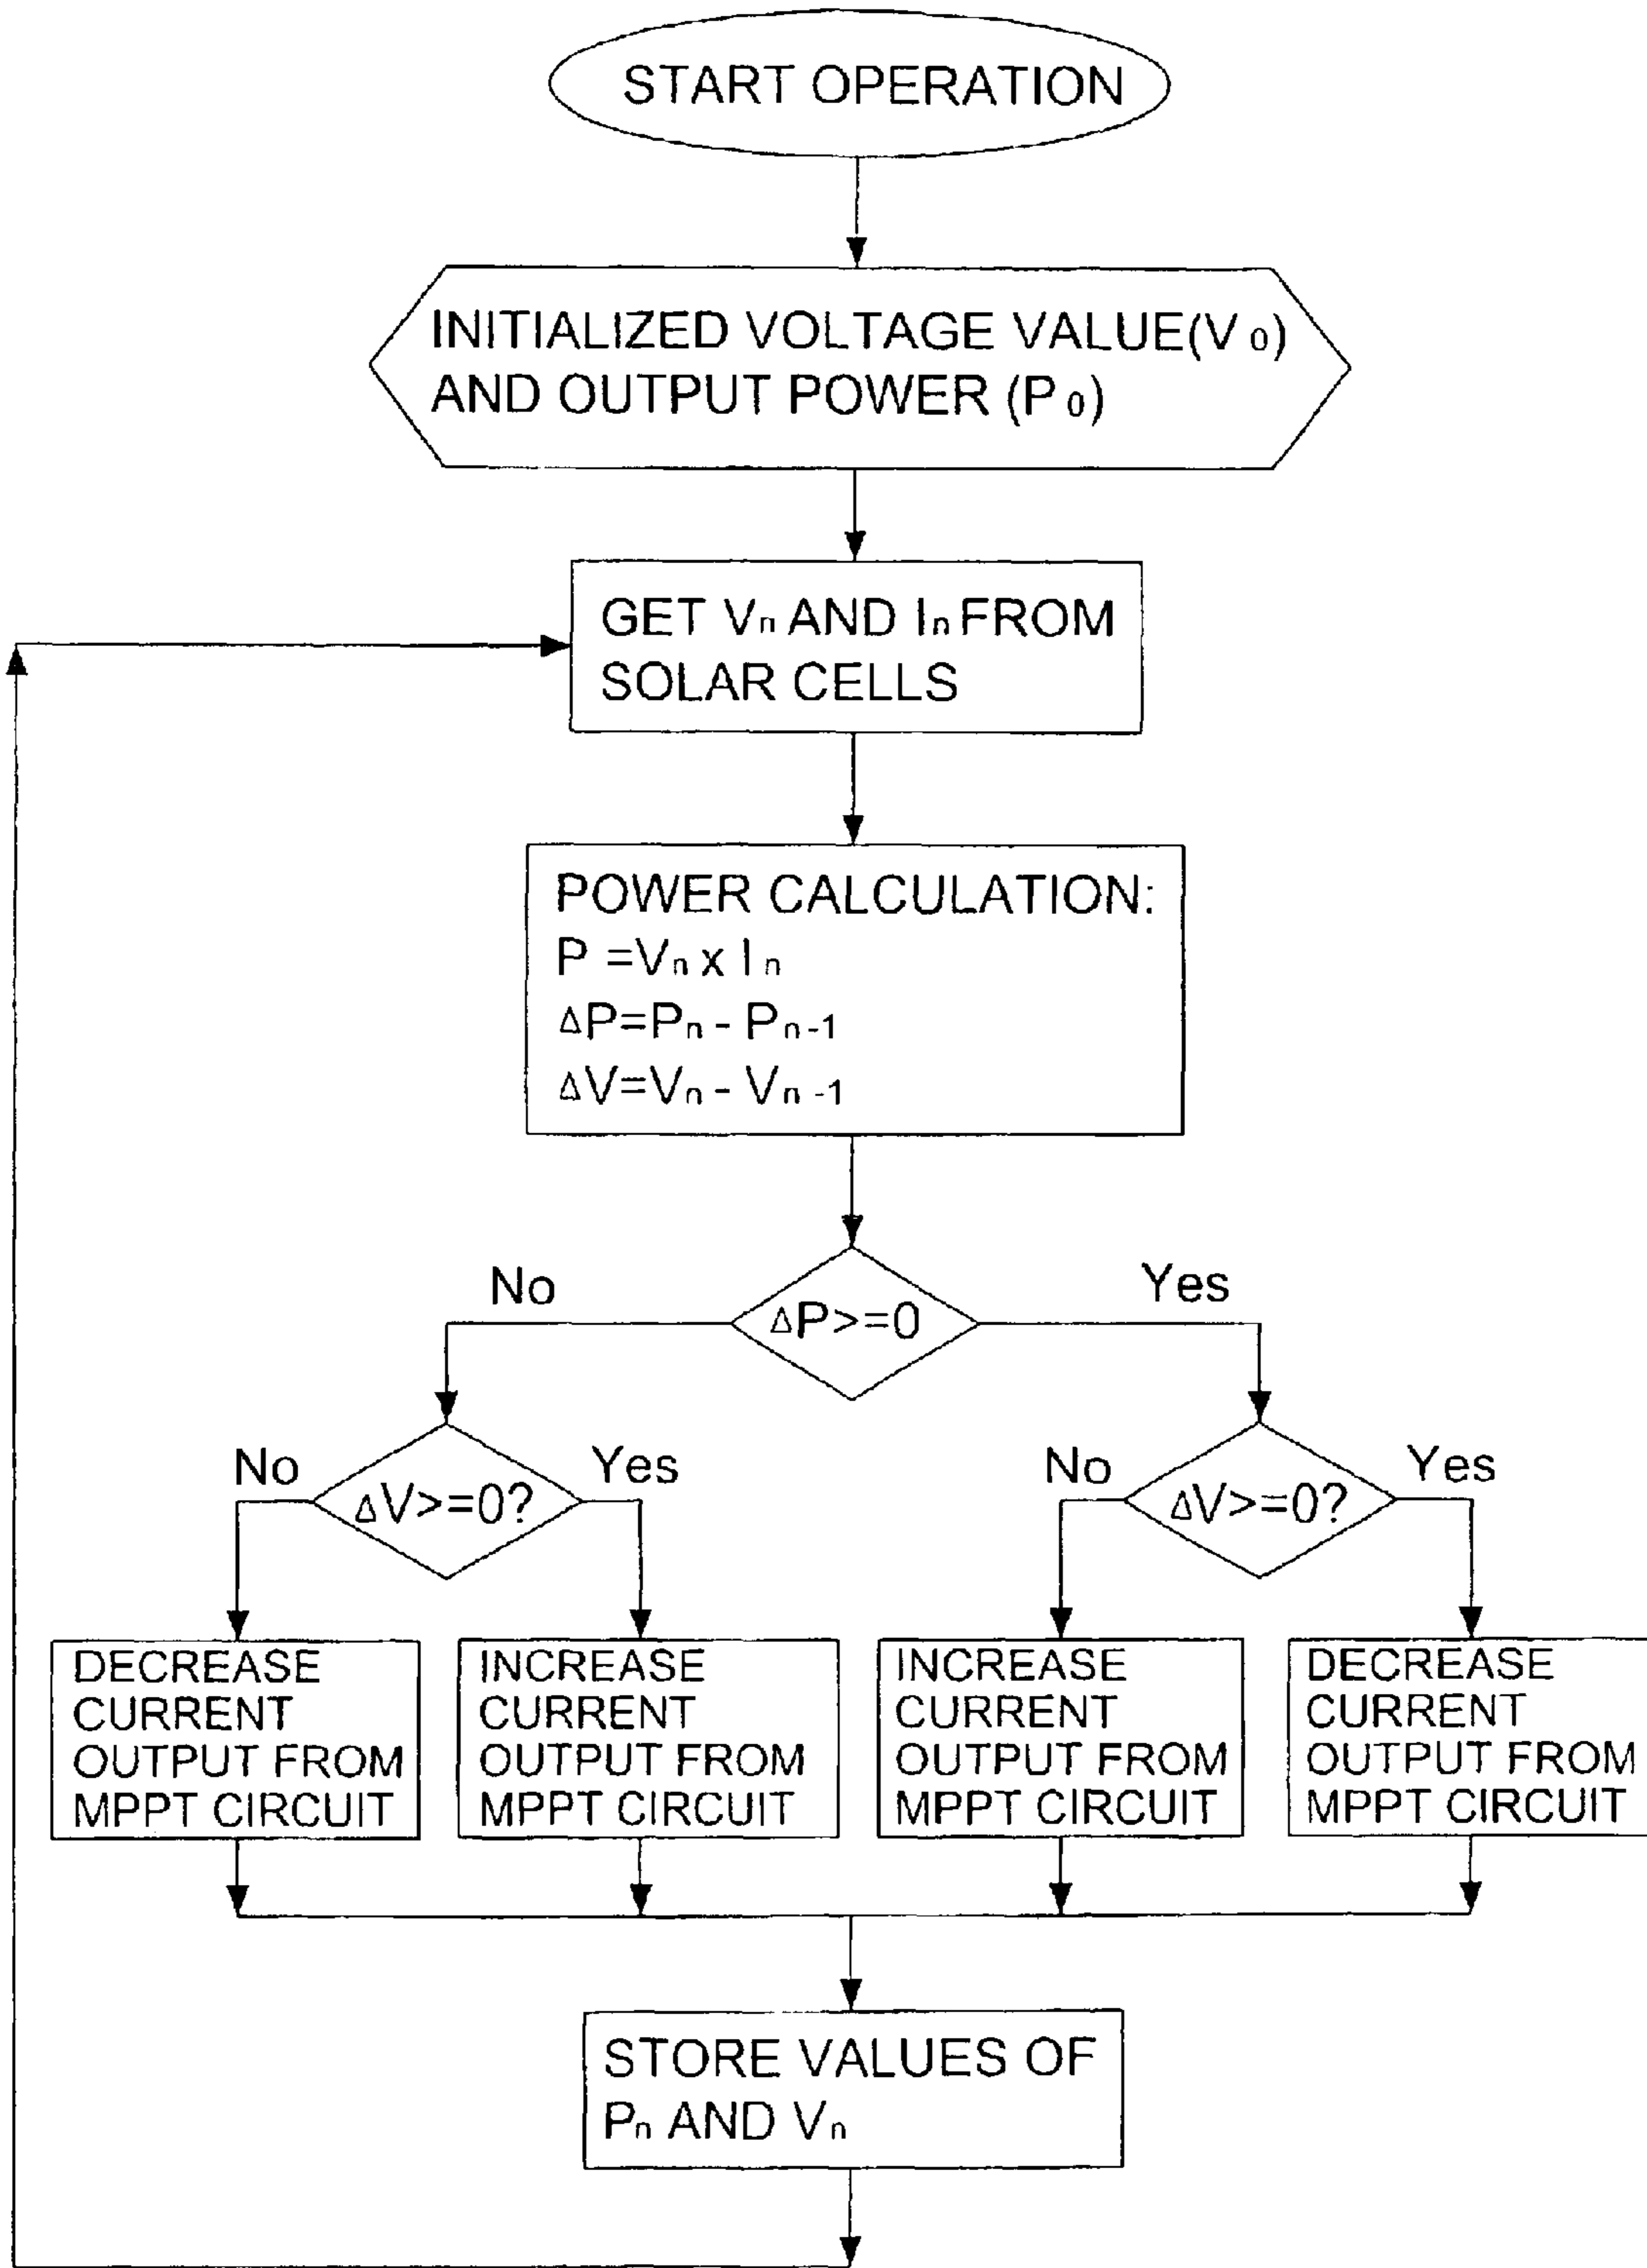 START OPERATION
INITIALIZED VOLTAGE VALUE(V₀)
AND OUTPUT POWER (P₀)
GET Vₙ AND Iₙ FROM
SOLAR CELLS
POWER CALCULATION:
P =Vₙ x Iₙ
ΔP=Pₙ - Pₙ₋₁
ΔV=Vₙ - Vₙ₋₁
No
Yes
ΔP>=0
No
Yes
ΔV>=0?
No
Yes
ΔV>=0?
DECREASE
CURRENT
OUTPUT FROM
MPPT CIRCUIT
INCREASE
CURRENT
OUTPUT FROM
MPPT CIRCUIT
INCREASE
CURRENT
OUTPUT FROM
MPPT CIRCUIT
DECREASE
CURRENT
OUTPUT FROM
MPPT CIRCUIT
STORE VALUES OF
Pₙ AND Vₙ